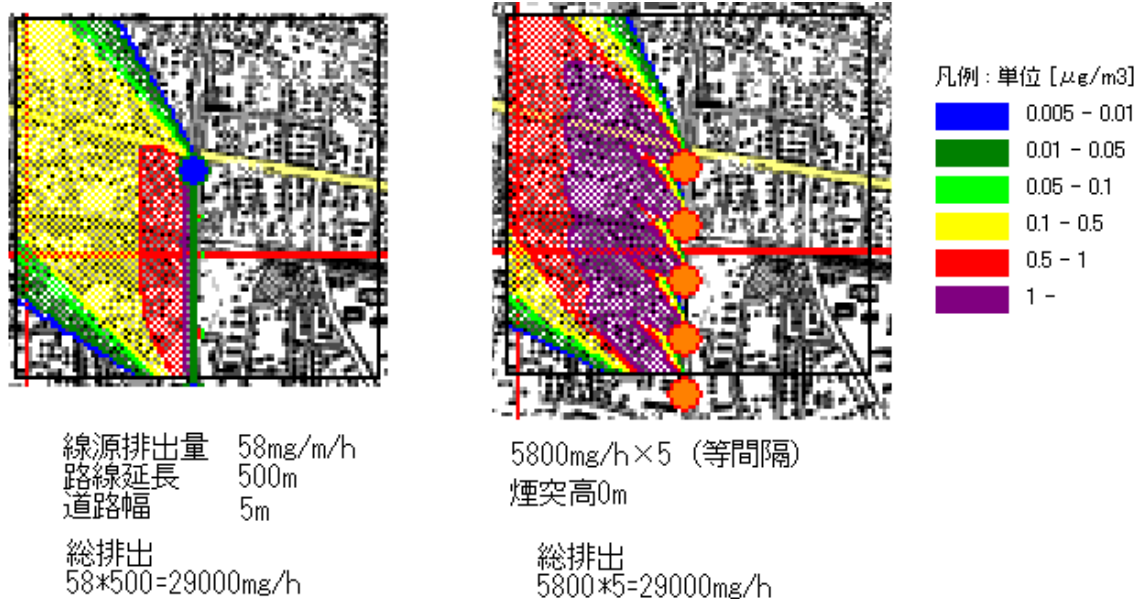 凡例：単位 [μg/m3]
0.005 - 0.01
0.01 - 0.05
0.05 - 0.1
0.1 - 0.5
0.5 - 1
1 -
線源排出量 58mg/m/h
路線延長 500m
道路幅 5m
総排出
58*500=29000mg/h
5800mg/h×5 (等間隔)
煙突高0m
総排出
5800*5=29000mg/h